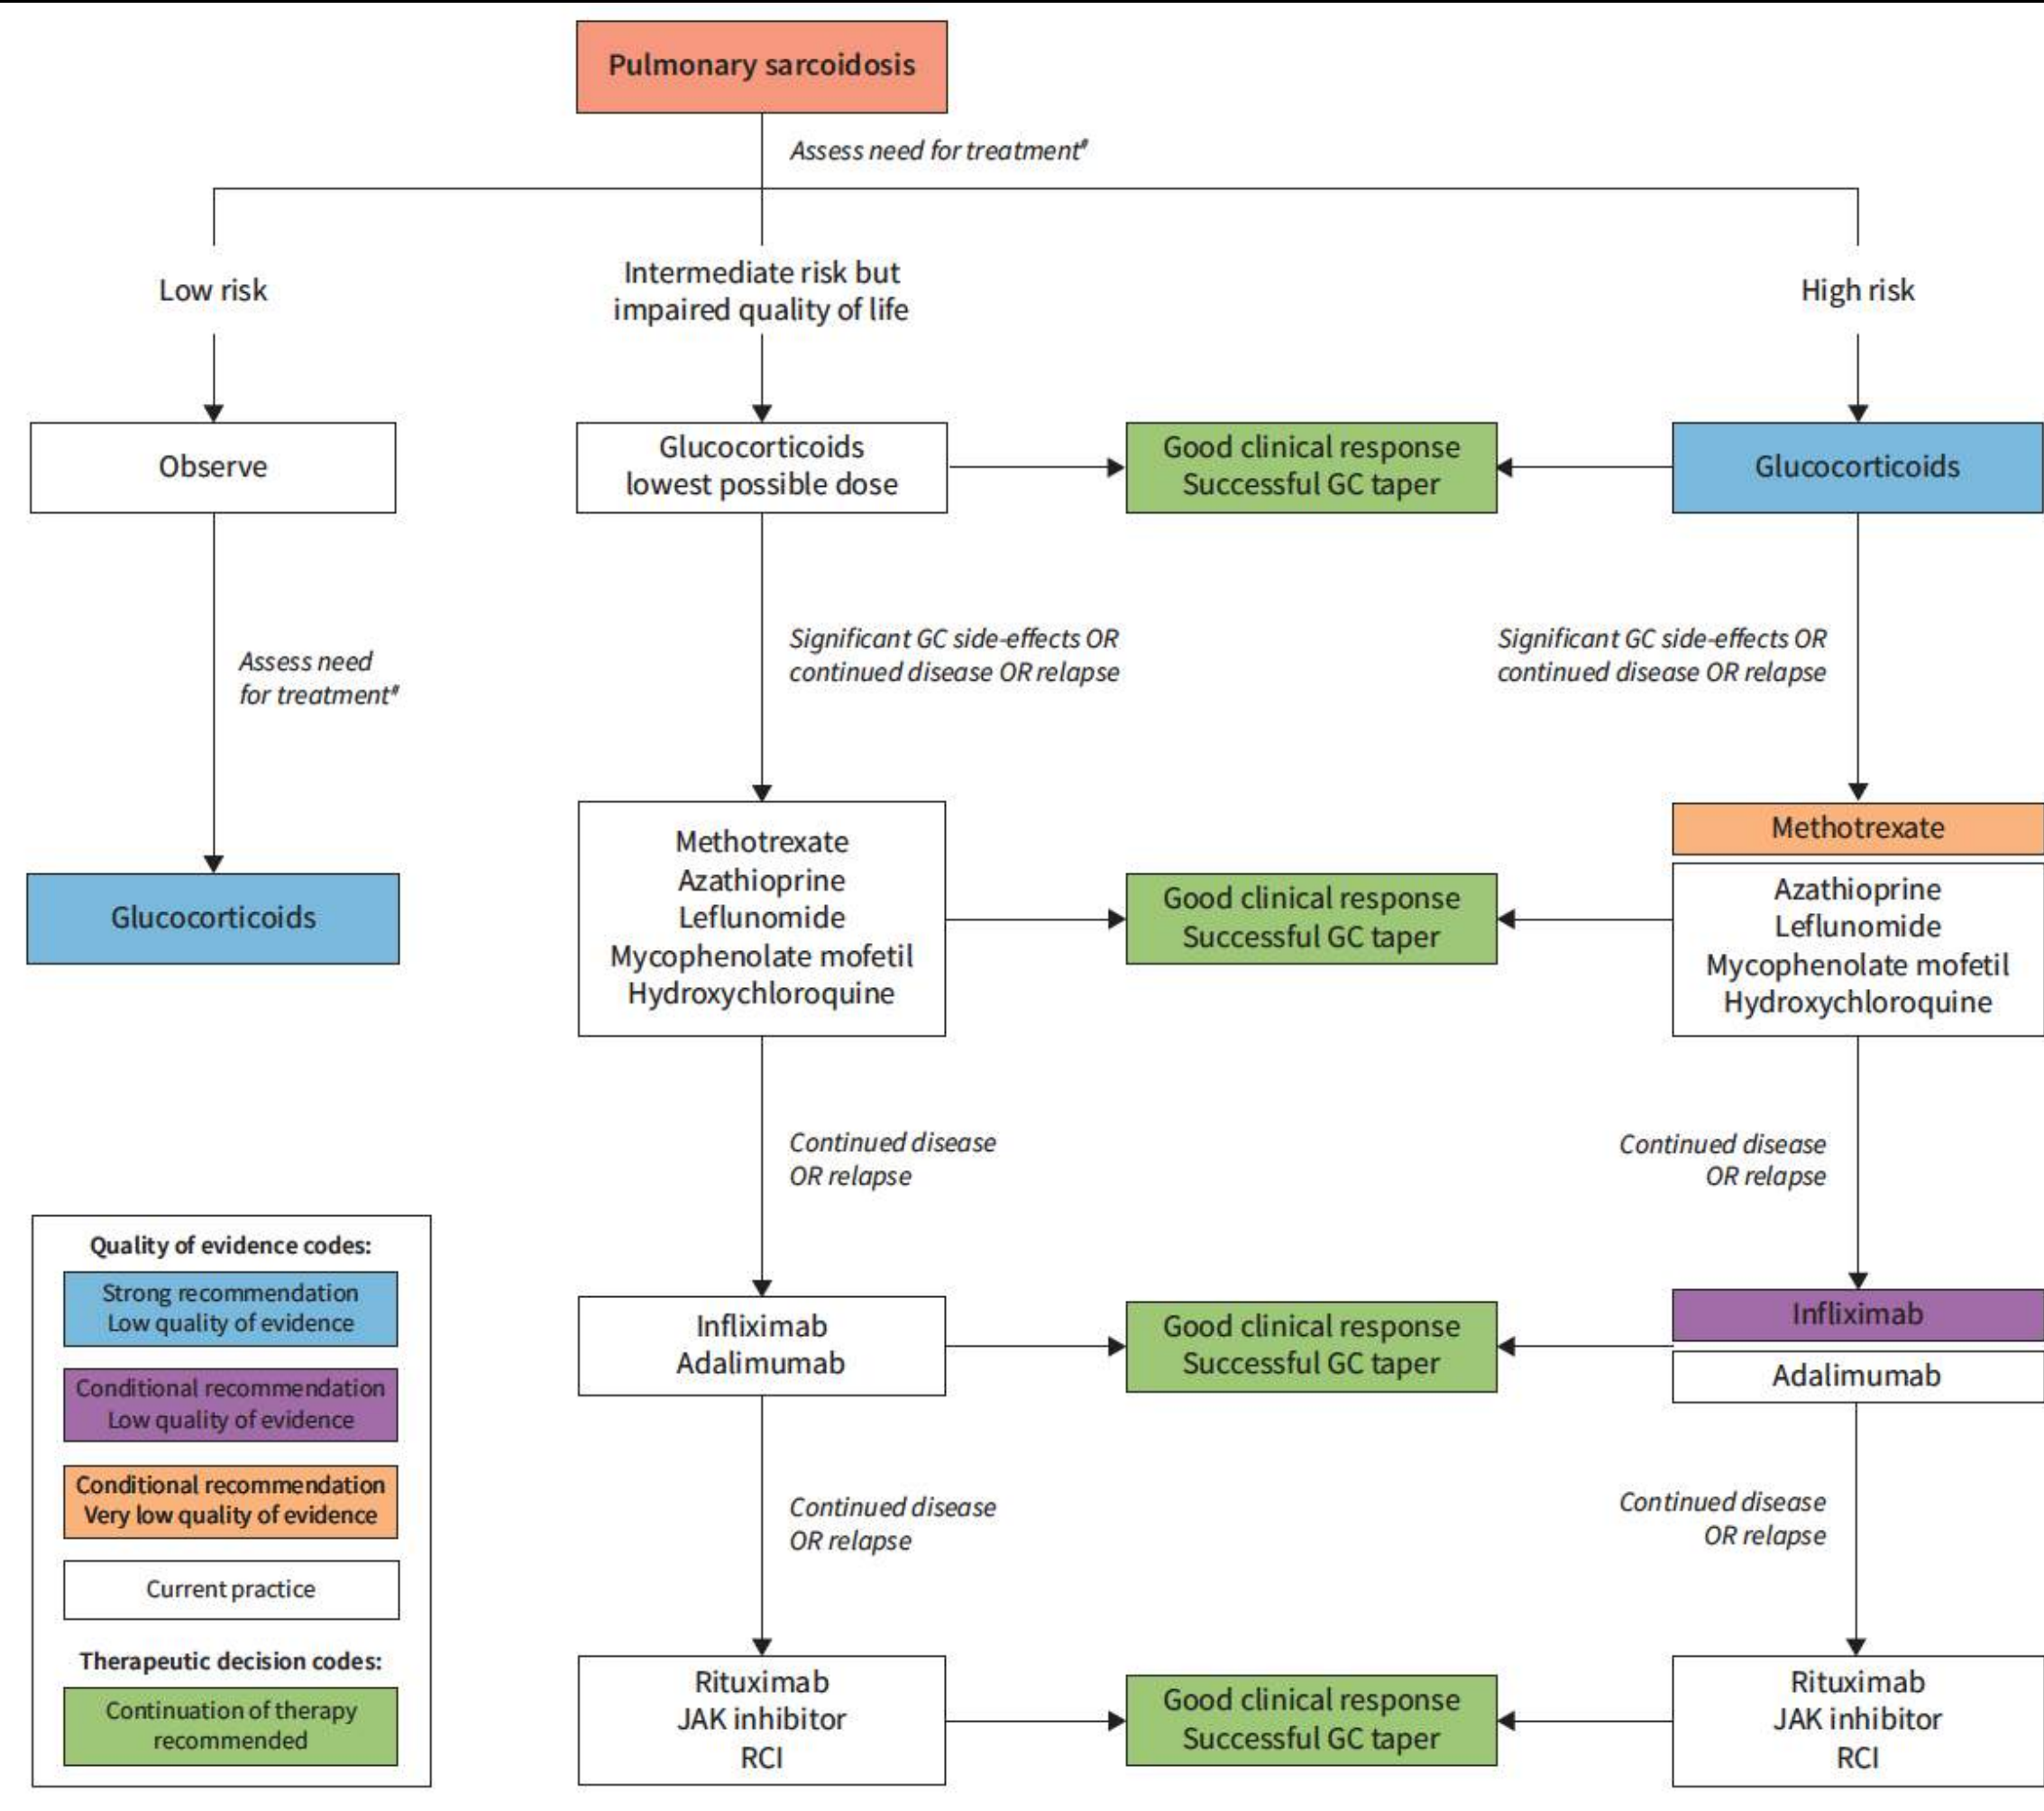 Pulmonary sarcoidosis
Assess need for treatment#
Low risk
Intermediate risk but
impaired quality of life
High risk
Observe
Glucocorticoids
lowest possible dose
Good clinical response
Successful GC taper
Glucocorticoids
Assess need
for treatment#
Significant GC side-effects OR
continued disease OR relapse
Significant GC side-effects OR
continued disease OR relapse
Glucocorticoids
Methotrexate
Azathioprine
Leflunomide
Mycophenolate mofetil
Hydroxychloroquine
Good clinical response
Successful GC taper
Methotrexate
Azathioprine
Leflunomide
Mycophenolate mofetil
Hydroxychloroquine
Continued disease
OR relapse
Continued disease
OR relapse
Infliximab
Adalimumab
Good clinical response
Successful GC taper
Infliximab
Adalimumab
Continued disease
OR relapse
Continued disease
OR relapse
Rituximab
JAK inhibitor
RCI
Good clinical response
Successful GC taper
Rituximab
JAK inhibitor
RCI
Quality of evidence codes:
Strong recommendation
Low quality of evidence
Conditional recommendation
Low quality of evidence
Conditional recommendation
Very low quality of evidence
Current practice
Therapeutic decision codes:
Continuation of therapy
recommended